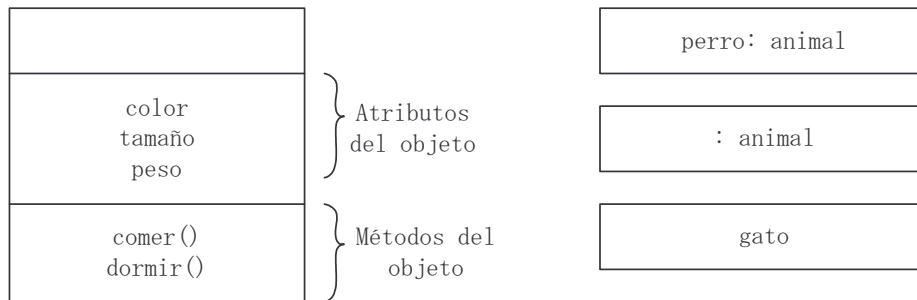 color
tamaño
peso
Atributos
del objeto
comer()
dormir()
Métodos del
objeto
perro: animal
: animal
gato